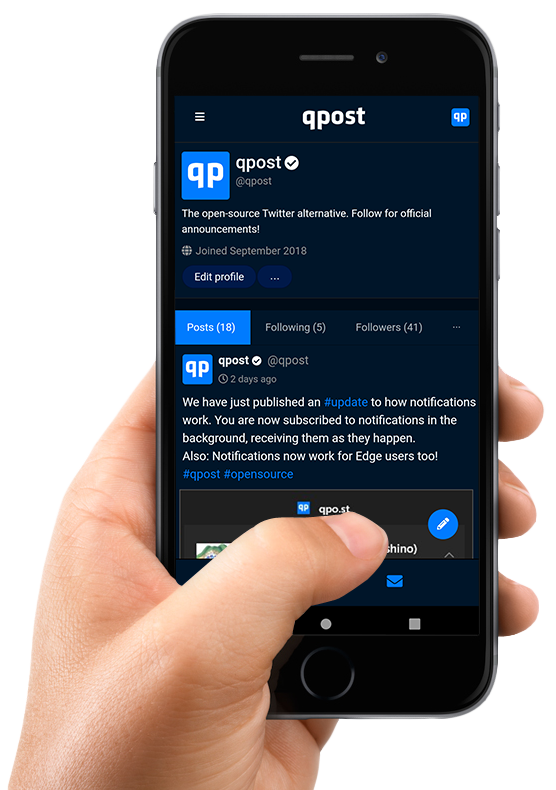 qpost
qp
qp
qpost
@qpost
The open-source Twitter alternative. Follow for official
announcements!
Joined September 2018
Edit profile
...
Posts (18)
Following (5)
Followers (41)
...
qp
qpost @qpost
2 days ago
We have just published an #update to how notifications
work. You are now subscribed to notifications in the
background, receiving them as they happen.
Also: Notifications now work for Edge users too!
#qpost #opensource
qp qpo.st
shino)